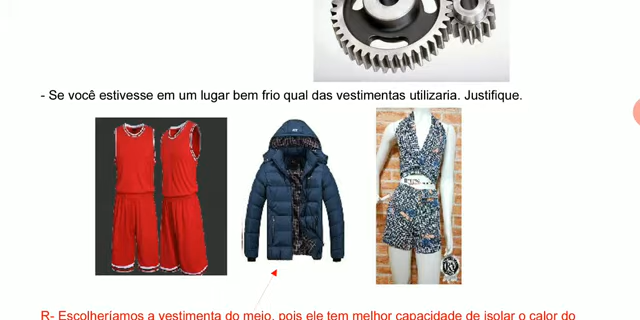 - Se você estivesse em um lugar bem frio qual das vestimentas utilizaria. Justifique.
R- Escolheríamos a vestimenta do meio, pois ele tem melhor capacidade de isolar o calor do